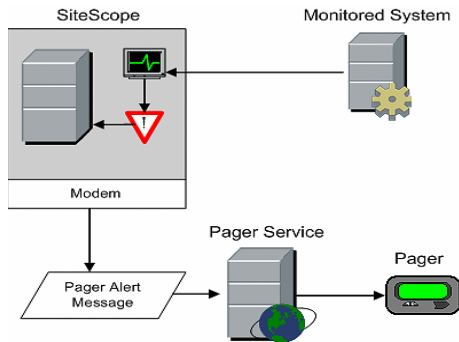 SiteScope
Monitored System
!
Modem
Pager Service
Pager
Pager Alert
Message